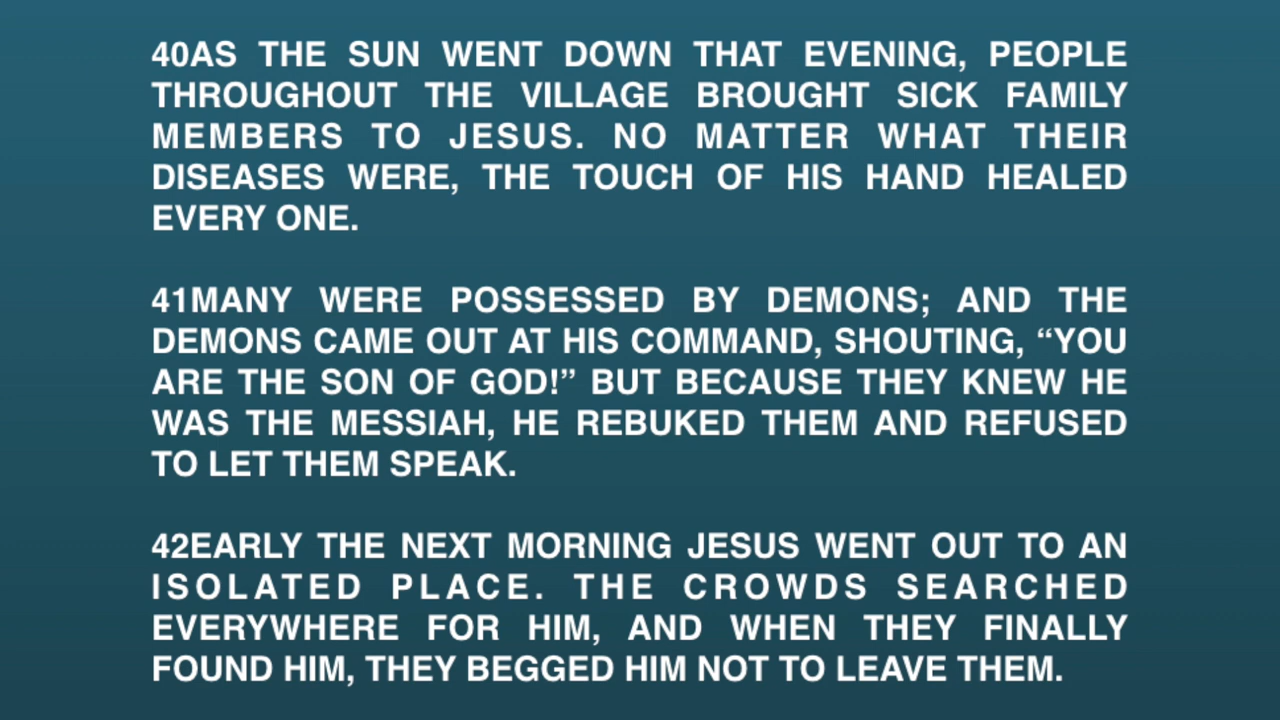 40AS THE SUN WENT DOWN THAT EVENING, PEOPLE
THROUGHOUT THE VILLAGE BROUGHT SICK FAMILY
MEMBERS TO JESUS. NO MATTER WHAT THEIR
DISEASES WERE, THE TOUCH OF HIS HAND HEALED
EVERY ONE.
41MANY WERE POSSESSED BY DEMONS; AND THE
DEMONS CAME OUT AT HIS COMMAND, SHOUTING, “YOU
ARE THE SON OF GOD!” BUT BECAUSE THEY KNEW HE
WAS THE MESSIAH, HE REBUKED THEM AND REFUSED
TO LET THEM SPEAK.
42EARLY THE NEXT MORNING JESUS WENT OUT TO AN
ISOLATED PLACE. THE CROWDS SEARCHED
EVERYWHERE FOR HIM, AND WHEN THEY FINALLY
FOUND HIM, THEY BEGGED HIM NOT TO LEAVE THEM.